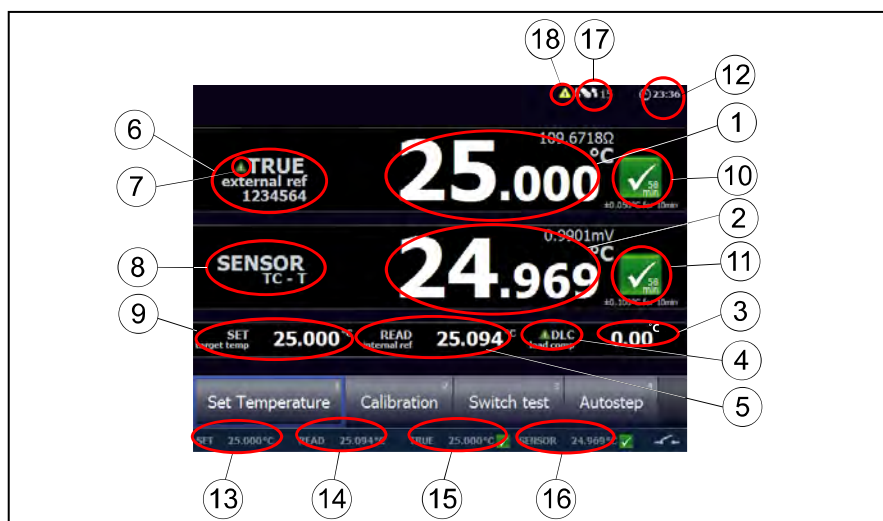 18 17
12
15 23:36
6
1
109.6718Ω
TRUE
25.000 °C
external ref
1234564
7
58
min
10
±0.050°C for 10min
2
0.9901mV
8
SENSOR
TC - T
24.969 °C
58
min
11
±0.100°C for 10min
9
3
SET
target temp
25.000 °C
READ
internal ref
25.094 °C
DLC
load comp
0.00 °C
4
5
Set Temperature Calibration Switch test Autostep
SET 25.000°C READ 25.094°C TRUE 25.000°C SENSOR 24.969°C
13 14 15 16